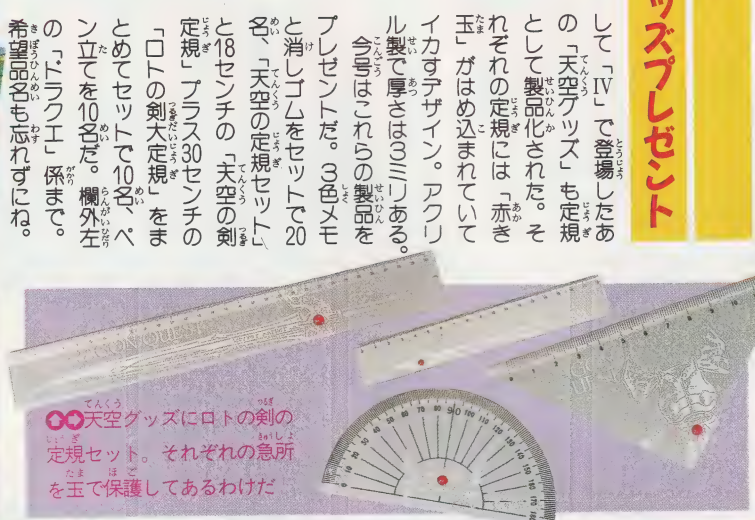 ッズプレゼント
して「Ⅳ」で登場したあ
の「天空グッズ」も定規
として製品化された。そ
れぞれの定規には「赤き
玉」がはめ込まれていて
イカすデザイン。アクリ
ル製で厚さは3ミリある。
今号はこれらの製品を
プレゼントだ。3色メモ
と消しゴムをセットで20
名、「天空の定規セット」
と18センチの「天空の剣
定規」プラス30センチの
「ロトの剣大定規」をま
とめてセットで10名、ペ
ン立てを10名だ。欄外左
の「ドラクエ」係まで。
希望品名も忘れずにね。
天空グッズにロトの剣の
定規セット。それぞれの急所
を玉で保護してあるわけだ